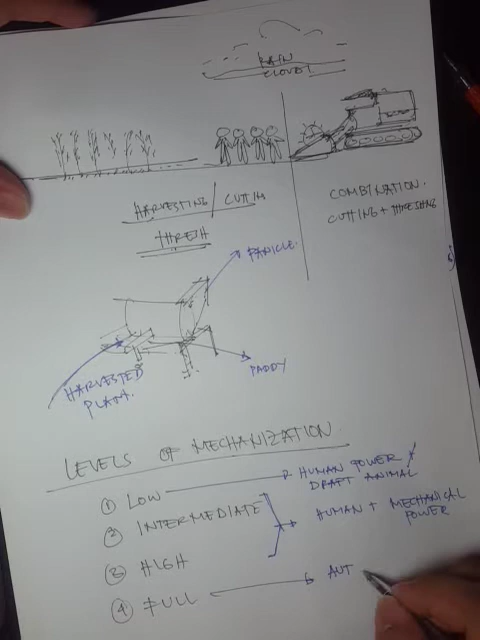 RAIN
CLOUD!
HARVESTING / CUTTING
THRESH
COMBINATION.
CUTTING + THRESHING
PANICLE.
HARVESTED
PLANT.
PADDY
LEVELS OF MECHANIZATION
① LOW
HUMAN POWER /
DRAFT ANIMAL
② INTERMEDIATE
HUMAN + MECHANICAL
POWER
③ HIGH
④ FULL
AUT